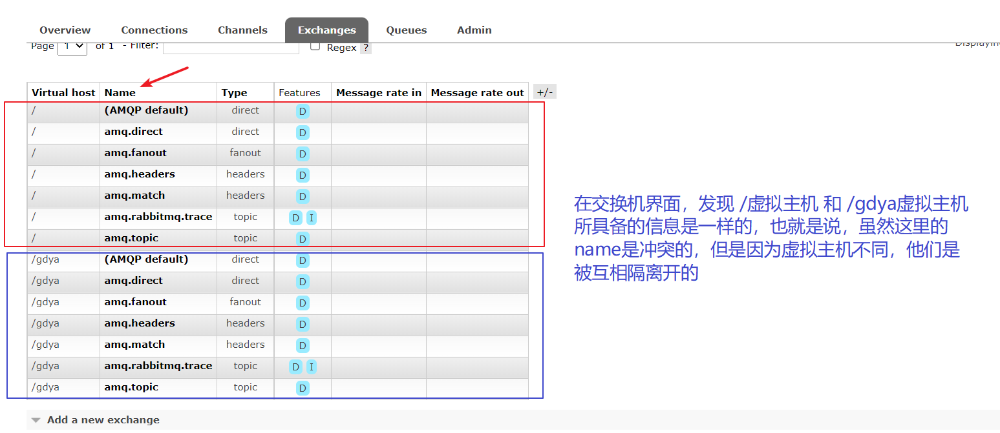 Overview Connections Channels Exchanges Queues Admin
Page 1 of 1 - Filter: Regex ? Displaying
Virtual host Name Type Features Message rate in Message rate out +/-
/ (AMQP default) direct D
/ amq.direct direct D
/ amq.fanout fanout D
/ amq.headers headers D
/ amq.match headers D
/ amq.rabbitmq.trace topic D I
/ amq.topic topic D
/gdya (AMQP default) direct D
/gdya amq.direct direct D
/gdya amq.fanout fanout D
/gdya amq.headers headers D
/gdya amq.match headers D
/gdya amq.rabbitmq.trace topic D I
/gdya amq.topic topic D
在交换机界面，发现 /虚拟主机 和 /gdya虚拟主机
所具备的信息是一样的，也就是说，虽然这里的
name是冲突的，但是因为虚拟主机不同，他们是
被互相隔离开的
Add a new exchange